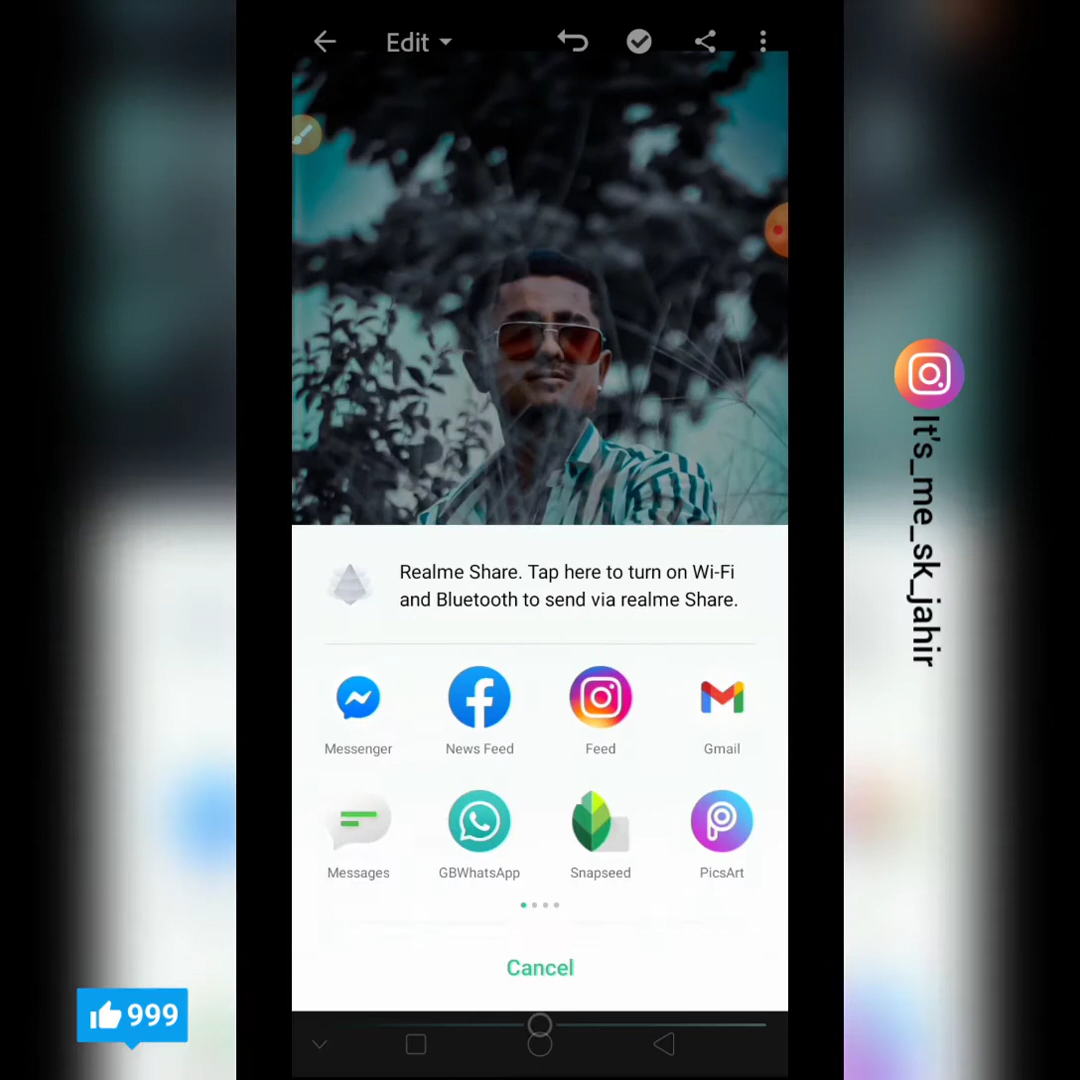 Edit
Realme Share. Tap here to turn on Wi-Fi
and Bluetooth to send via realme Share.
Messenger
News Feed
Feed
Gmail
Messages
GBWhatsApp
Snapseed
PicsArt
Cancel
It's_me_sk_jahir
999